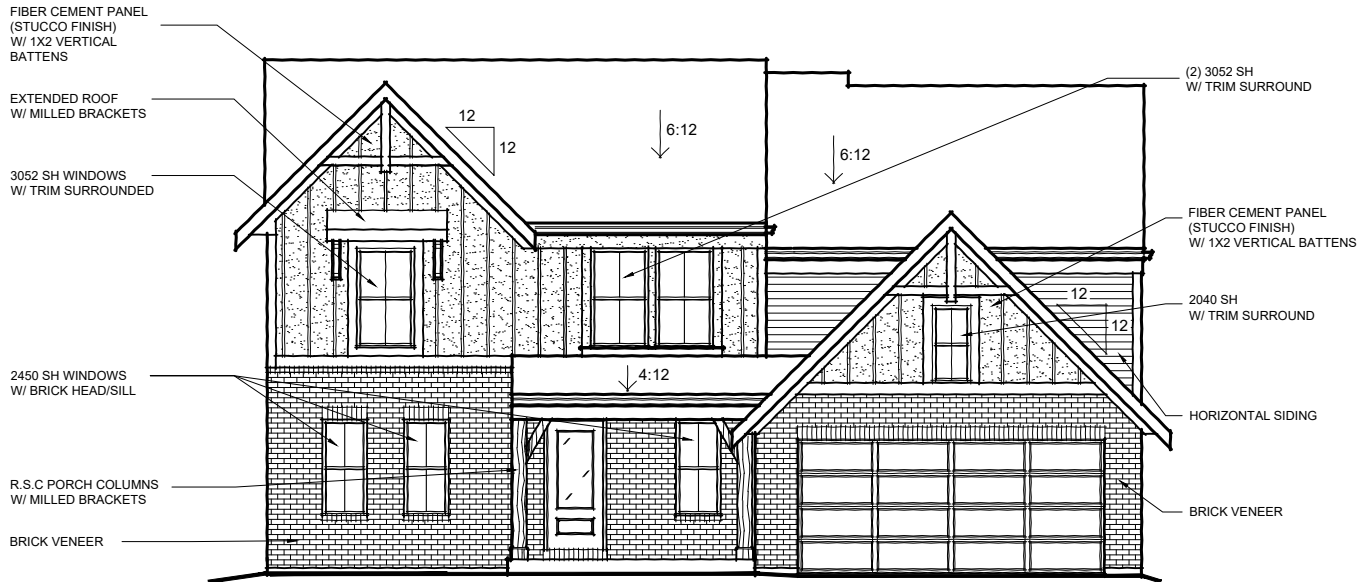 FIBER CEMENT PANEL
(STUCCO FINISH)
W/ 1X2 VERTICAL
BATTENS
EXTENDED ROOF
W/ MILLED BRACKETS
3052 SH WINDOWS
W/ TRIM SURROUNDED
2450 SH WINDOWS
W/ BRICK HEAD/SILL
R.S.C PORCH COLUMNS
W/ MILLED BRACKETS
BRICK VENEER
12
12
6:12
6:12
4:12
12
12
(2) 3052 SH
W/ TRIM SURROUND
FIBER CEMENT PANEL
(STUCCO FINISH)
W/ 1X2 VERTICAL BATTENS
2040 SH
W/ TRIM SURROUND
HORIZONTAL SIDING
BRICK VENEER